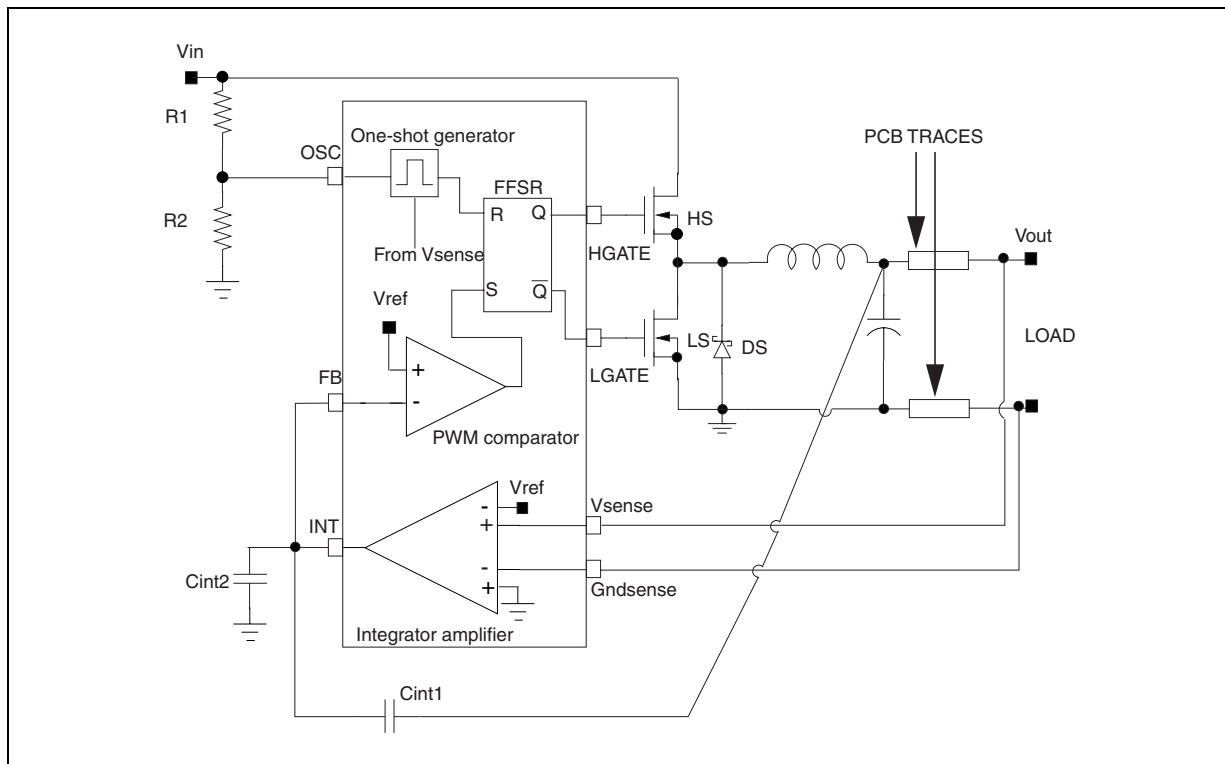 Vin
R1
One-shot generator
PCB TRACES
OSC
FFSR
R
Q
HS
R2
From Vsense
HGATE
Vout
S
Q
Vref
LS
DS
LOAD
FB
+
-
LGATE
PWM comparator
Vref
-
Vsense
INT
+
-
Cint2
+
Gndsense
Integrator amplifier
Cint1